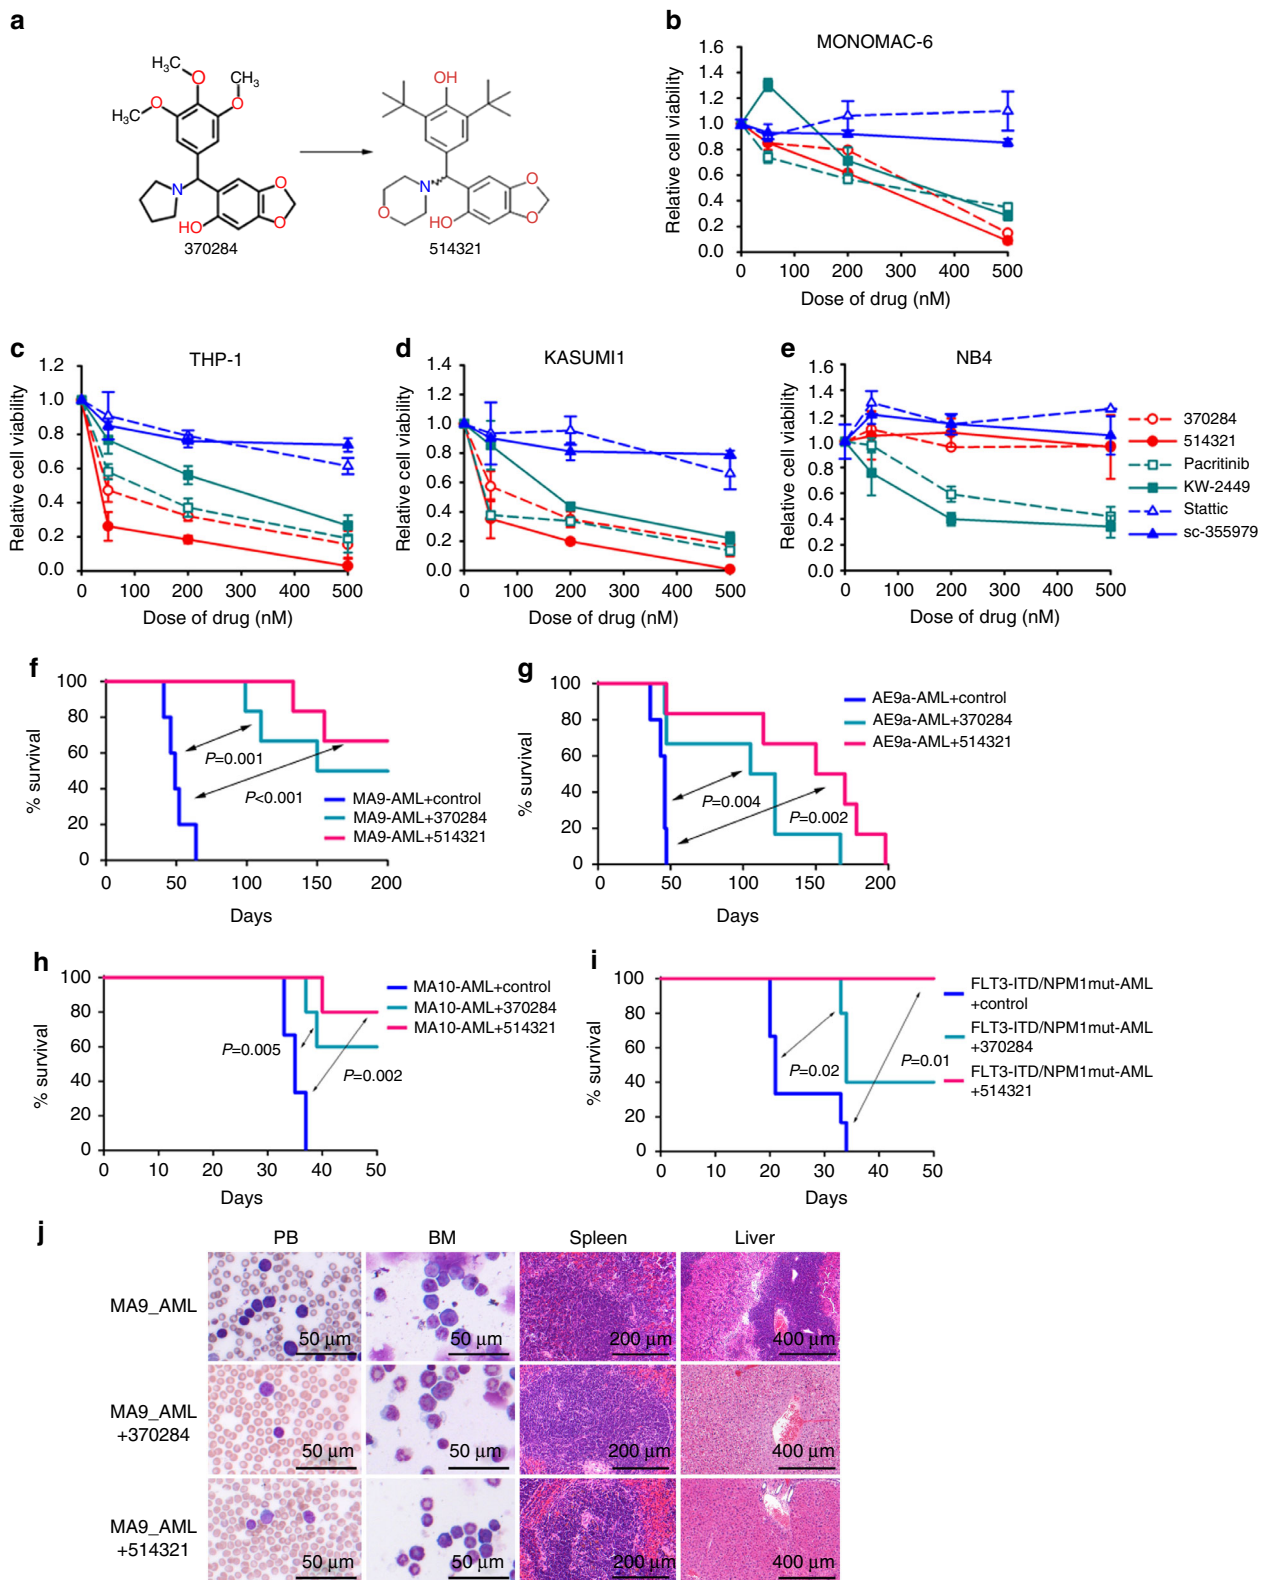 a
H₃C
O
H₃C
O
O
CH₃
N
HO
O
O
370284
OH
N
O
HO
O
O
514321
b
MONOMAC-6
Relative cell viability
1.6
1.4
1.2
1.0
0.8
0.6
0.4
0.2
0.0
0 100 200 300 400 500
Dose of drug (nM)
c
THP-1
Relative cell viability
1.2
1.0
0.8
0.6
0.4
0.2
0.0
0 100 200 300 400 500
Dose of drug (nM)
d
KASUMI1
Relative cell viability
1.4
1.2
1.0
0.8
0.6
0.4
0.2
0.0
0 100 200 300 400 500
Dose of drug (nM)
e
NB4
Relative cell viability
1.6
1.4
1.2
1.0
0.8
0.6
0.4
0.2
0.0
0 100 200 300 400 500
Dose of drug (nM)
370284
514321
Pacritinib
KW-2449
Stattic
sc-355979
f
% survival
100
80
60
40
20
0
0 50 100 150 200
Days
P=0.001
P<0.001
MA9-AML+control
MA9-AML+370284
MA9-AML+514321
g
% survival
100
80
60
40
20
0
0 50 100 150 200
Days
P=0.004
P=0.002
AE9a-AML+control
AE9a-AML+370284
AE9a-AML+514321
h
% survival
100
80
60
40
20
0
0 10 20 30 40 50
Days
P=0.005
P=0.002
MA10-AML+control
MA10-AML+370284
MA10-AML+514321
i
% survival
100
80
60
40
20
0
0 10 20 30 40 50
Days
P=0.02
P=0.01
FLT3-ITD/NPM1mut-AML
+control
FLT3-ITD/NPM1mut-AML
+370284
FLT3-ITD/NPM1mut-AML
+514321
j
PB BM Spleen Liver
MA9_AML
50 µm 50 µm 200 µm 400 µm
MA9_AML
+370284
50 µm 50 µm 200 µm 400 µm
MA9_AML
+514321
50 µm 50 µm 200 µm 400 µm